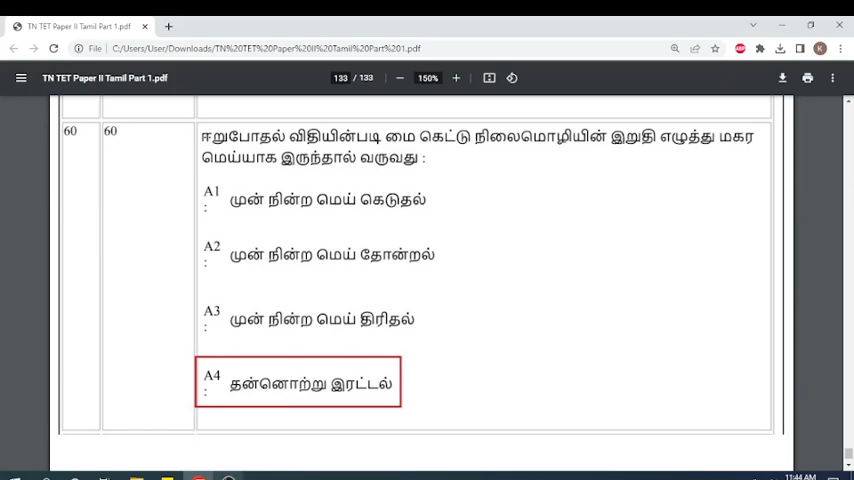 TN TET Paper II Tamil Part 1.pdf
File | C:/Users/User/Downloads/TN%20TET%20Paper%20II%20Tamil%20Part%201.pdf
ABP
K
TN TET Paper II Tamil Part 1.pdf
133 / 133
150%
60
60
ஈறுபோதல் விதியின்படி மை கெட்டு நிலைமொழியின் இறுதி எழுத்து மகர
மெய்யாக இருந்தால் வருவது :
A1 : முன் நின்ற மெய் கெடுதல்
A2 : முன் நின்ற மெய் தோன்றல்
A3 : முன் நின்ற மெய் திரிதல்
A4 : தன்னொற்று இரட்டல்
11:44 AM